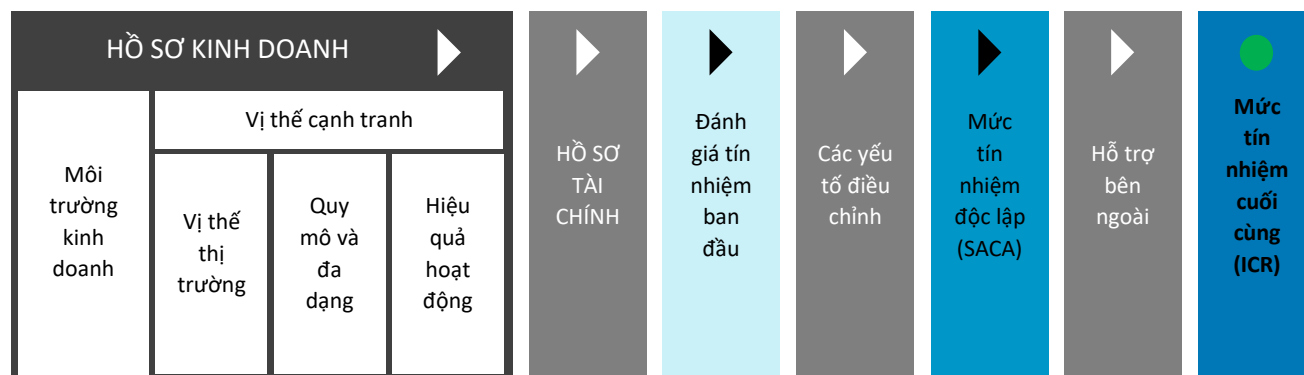 HỒ SƠ KINH DOANH
Môi
trường
kinh
doanh
Vị thế cạnh tranh
Vị thế
thị
trường
Quy
mô và
đa
dạng
Hiệu
quả
hoạt
động
HỒ SƠ
TÀI
CHÍNH
Đánh
giá tín
nhiệm
ban
đầu
Các yếu
tố điều
chỉnh
Mức
tín
nhiệm
độc lập
(SACA)
Hỗ trợ
bên
ngoài
Mức
tín
nhiệm
cuối
cùng
(ICR)